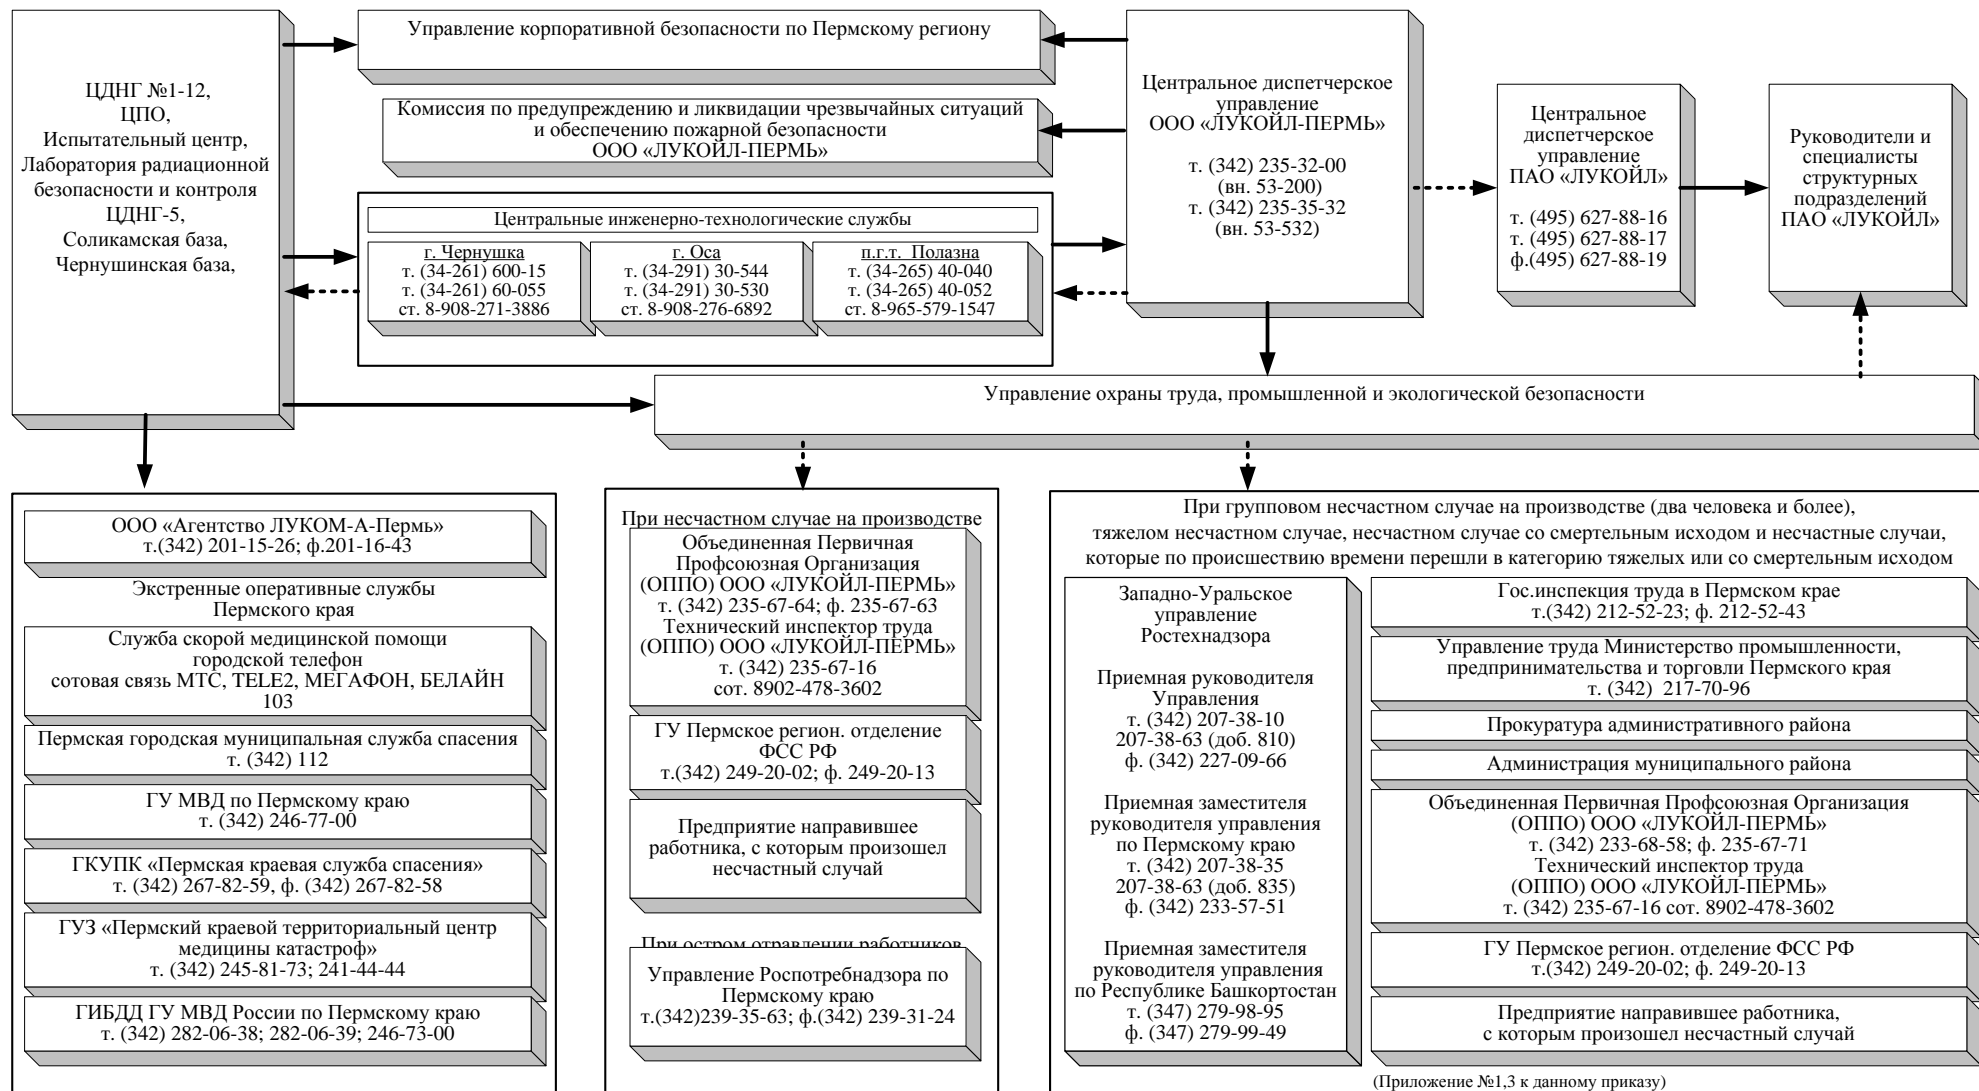 ЦДНГ №1-12,
ЦПО,
Испытательный центр,
Лаборатория радиационной
безопасности и контроля
ЦДНГ-5,
Соликамская база,
Чернушинская база,
Управление корпоративной безопасности по Пермскому региону
Комиссия по предупреждению и ликвидации чрезвычайных ситуаций
и обеспечению пожарной безопасности
ООО «ЛУКОЙЛ-ПЕРМЬ»
Центральные инженерно-технологические службы
г. Чернушка
т. (34-261) 600-15
т. (34-261) 60-055
ст. 8-908-271-3886
г. Оса
т. (34-291) 30-544
т. (34-291) 30-530
ст. 8-908-276-6892
п.г.т. Полазна
т. (34-265) 40-040
т. (34-265) 40-052
ст. 8-965-579-1547
Центральное диспетчерское
управление
ООО «ЛУКОЙЛ-ПЕРМЬ»
т. (342) 235-32-00
(вн. 53-200)
т. (342) 235-35-32
(вн. 53-532)
Центральное
диспетчерское
управление
ПАО «ЛУКОЙЛ»
т. (495) 627-88-16
т. (495) 627-88-17
ф.(495) 627-88-19
Руководители и
специалисты
структурных
подразделений
ПАО «ЛУКОЙЛ»
Управление охраны труда, промышленной и экологической безопасности
ООО «Агентство ЛУКОМ-А-Пермь»
т.(342) 201-15-26; ф.201-16-43
Экстренные оперативные службы
Пермского края
Служба скорой медицинской помощи
городской телефон
сотовая связь МТС, TELE2, МЕГАФОН, БЕЛАЙН
103
Пермская городская муниципальная служба спасения
т. (342) 112
ГУ МВД по Пермскому краю
т. (342) 246-77-00
ГКУПК «Пермская краевая служба спасения»
т. (342) 267-82-59, ф. (342) 267-82-58
ГУЗ «Пермский краевой территориальный центр
медицины катастроф»
т. (342) 245-81-73; 241-44-44
ГИБДД ГУ МВД России по Пермскому краю
т. (342) 282-06-38; 282-06-39; 246-73-00
При несчастном случае на производстве
Объединенная Первичная
Профсоюзная Организация
(ОППО) ООО «ЛУКОЙЛ-ПЕРМЬ»
т. (342) 235-67-64; ф. 235-67-63
Технический инспектор труда
(ОППО) ООО «ЛУКОЙЛ-ПЕРМЬ»
т. (342) 235-67-16
сот. 8902-478-3602
ГУ Пермское регион. отделение
ФСС РФ
т.(342) 249-20-02; ф. 249-20-13
Предприятие направившее
работника, с которым произошел
несчастный случай
При остром отравлении работников
Управление Роспотребнадзора по
Пермскому краю
т.(342)239-35-63; ф.(342) 239-31-24
При групповом несчастном случае на производстве (два человека и более),
тяжелом несчастном случае, несчастном случае со смертельным исходом и несчастные случаи,
которые по происшествию времени перешли в категорию тяжелых или со смертельным исходом
Западно-Уральское
управление
Ростехнадзора
Приемная руководителя
Управления
т. (342) 207-38-10
207-38-63 (доб. 810)
ф. (342) 227-09-66
Приемная заместителя
руководителя управления
по Пермскому краю
т. (342) 207-38-35
207-38-63 (доб. 835)
ф. (342) 233-57-51
Приемная заместителя
руководителя управления
по Республике Башкортостан
т. (347) 279-98-95
ф. (347) 279-99-49
Гос.инспекция труда в Пермском крае
т.(342) 212-52-23; ф. 212-52-43
Управление труда Министерство промышленности,
предпринимательства и торговли Пермского края
т. (342) 217-70-96
Прокуратура административного района
Администрация муниципального района
Объединенная Первичная Профсоюзная Организация
(ОППО) ООО «ЛУКОЙЛ-ПЕРМЬ»
т. (342) 233-68-58; ф. 235-67-71
Технический инспектор труда
(ОППО) ООО «ЛУКОЙЛ-ПЕРМЬ»
т. (342) 235-67-16 сот. 8902-478-3602
ГУ Пермское регион. отделение ФСС РФ
т.(342) 249-20-02; ф. 249-20-13
Предприятие направившее работника,
с которым произошел несчастный случай
(Приложение №1,3 к данному приказу)